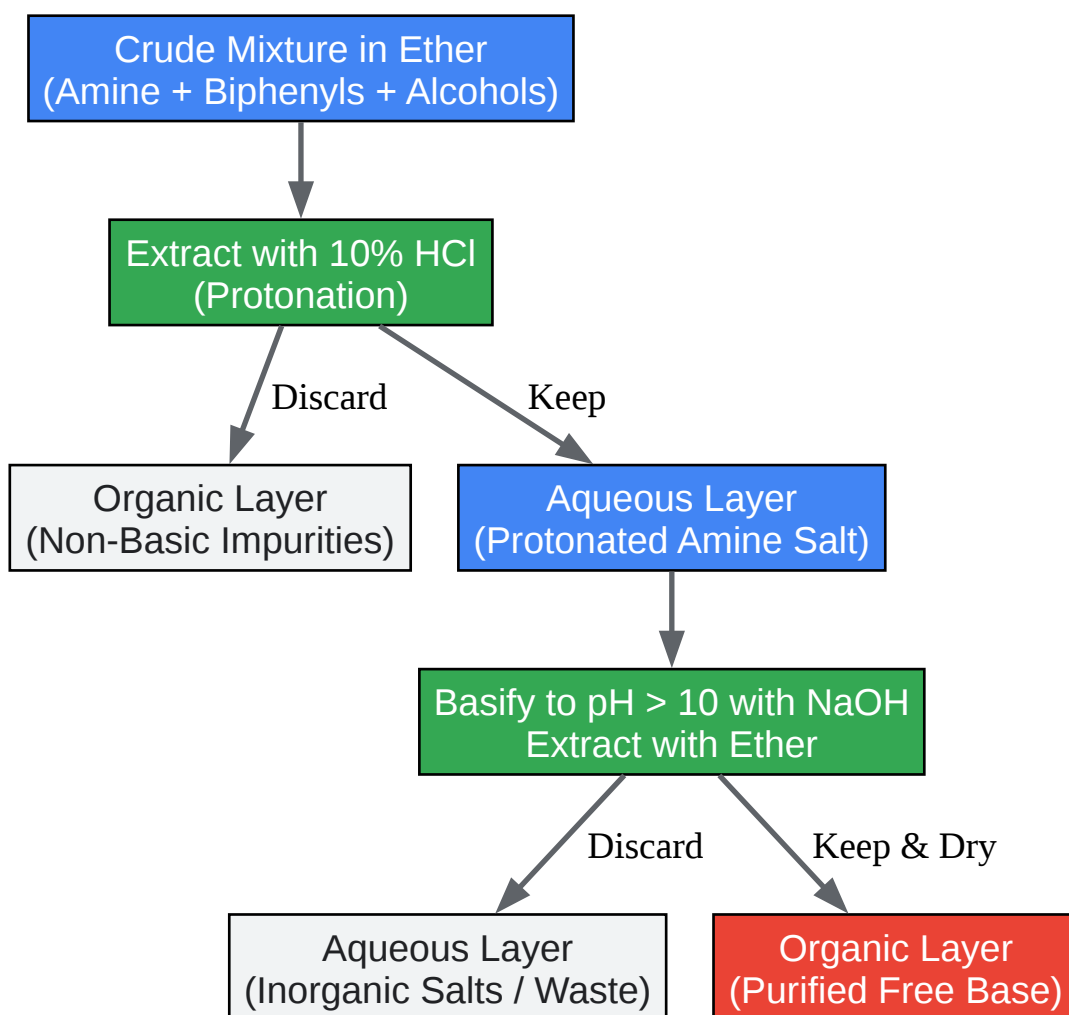 Crude Mixture in Ether
(Amine + Biphenyls + Alcohols)
Extract with 10% HCl
(Protonation)
Discard
Keep
Organic Layer
(Non-Basic Impurities)
Aqueous Layer
(Protonated Amine Salt)
Basify to pH > 10 with NaOH
Extract with Ether
Discard
Keep & Dry
Aqueous Layer
(Inorganic Salts / Waste)
Organic Layer
(Purified Free Base)